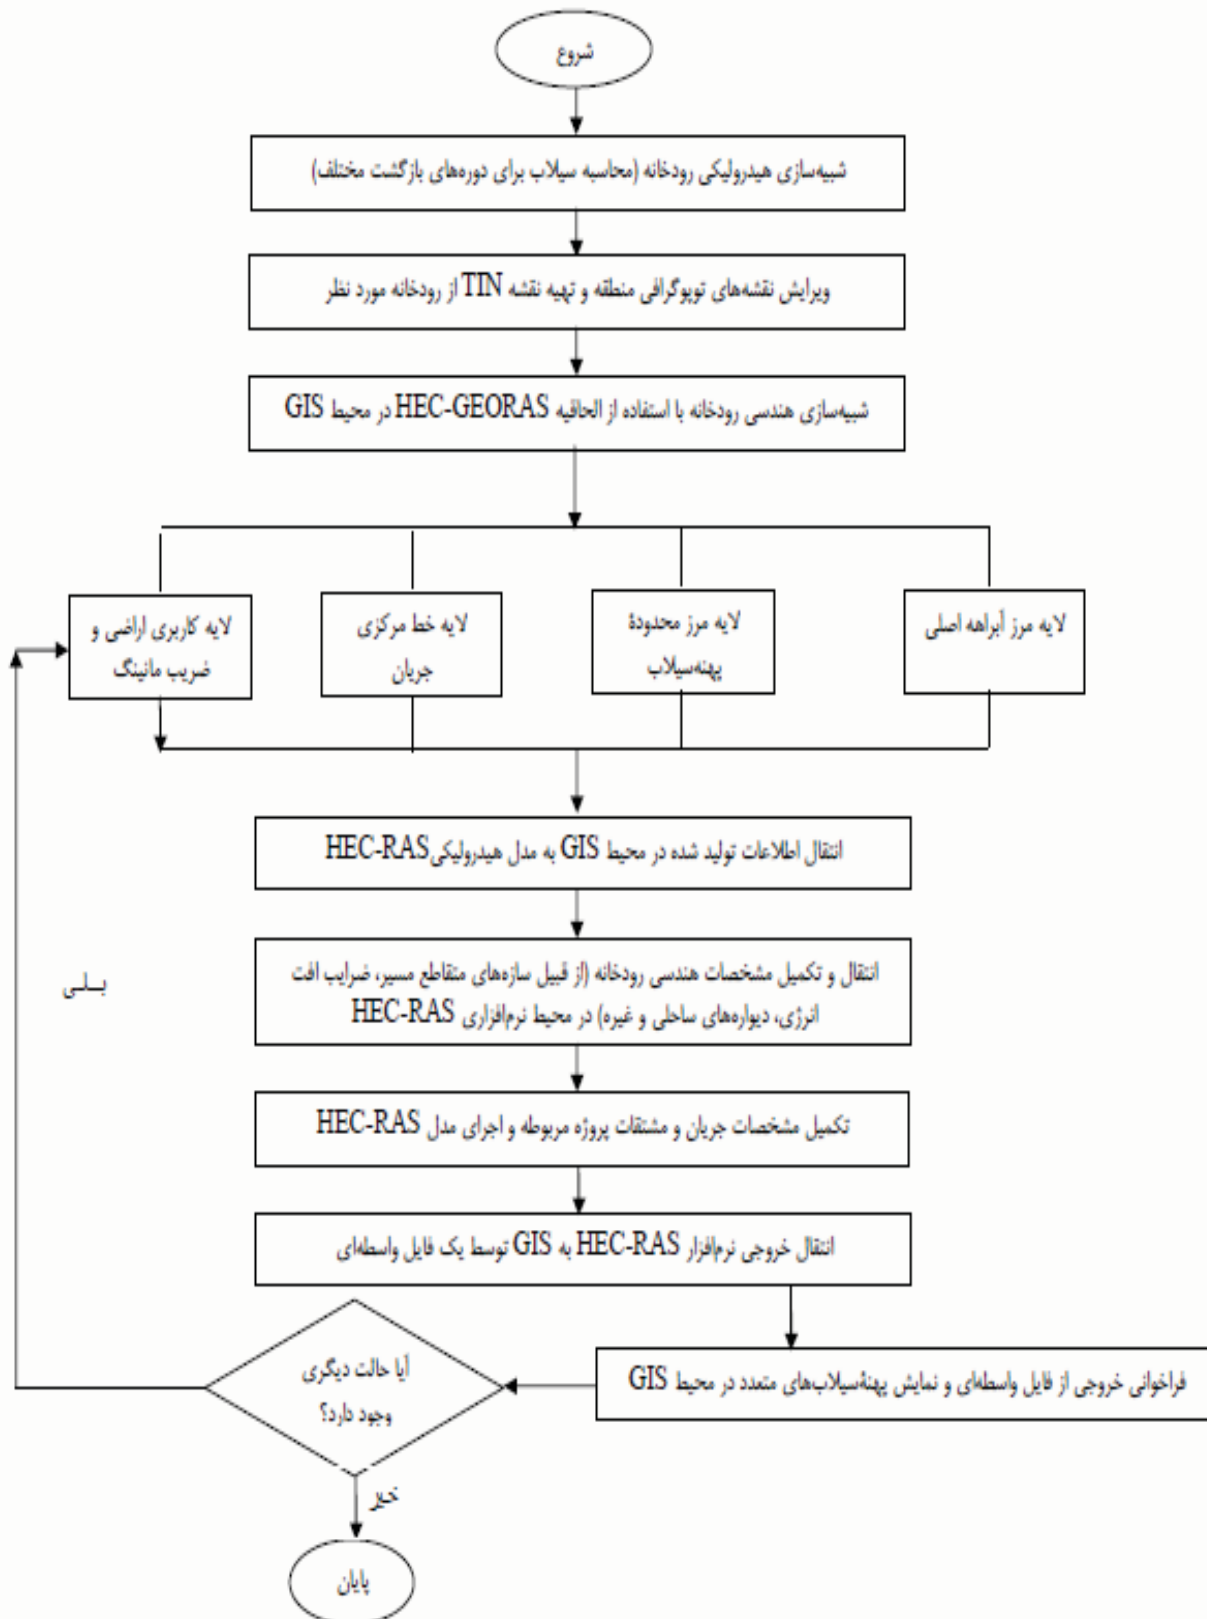 شروع
شبیه‌سازی هیدرولیکی رودخانه (محاسبه سیلاب برای دوره‌های بازگشت مختلف)
ویرایش نقشه‌های توپوگرافی منطقه و تهیه نقشه TIN از رودخانه مورد نظر
شبیه‌سازی هندسی رودخانه با استفاده از الحاقیه HEC-GEORAS در محیط GIS
لایه مرز آبراهه اصلی
لایه مرز محدودۀ
پهنه‌سیلاب
لایه خط مرکزی
جریان
لایه کاربری اراضی و
ضریب مانینگ
انتقال اطلاعات تولید شده در محیط GIS به مدل هیدرولیکی HEC-RAS
انتقال و تکمیل مشخصات هندسی رودخانه (از قبیل سازه‌های متقاطع مسیر، ضرایب افت
انرژی، دیواره‌های ساحلی و غیره) در محیط نرم‌افزاری HEC-RAS
بلـی
تکمیل مشخصات جریان و مشتقات پروژه مربوطه و اجرای مدل HEC-RAS
انتقال خروجی نرم‌افزار HEC-RAS به GIS توسط یک فایل واسطه‌ای
فراخوانی خروجی از فایل واسطه‌ای و نمایش پهنۀسیلاب‌های متعدد در محیط GIS
آیا حالت دیگری
وجود دارد؟
خیر
پایان